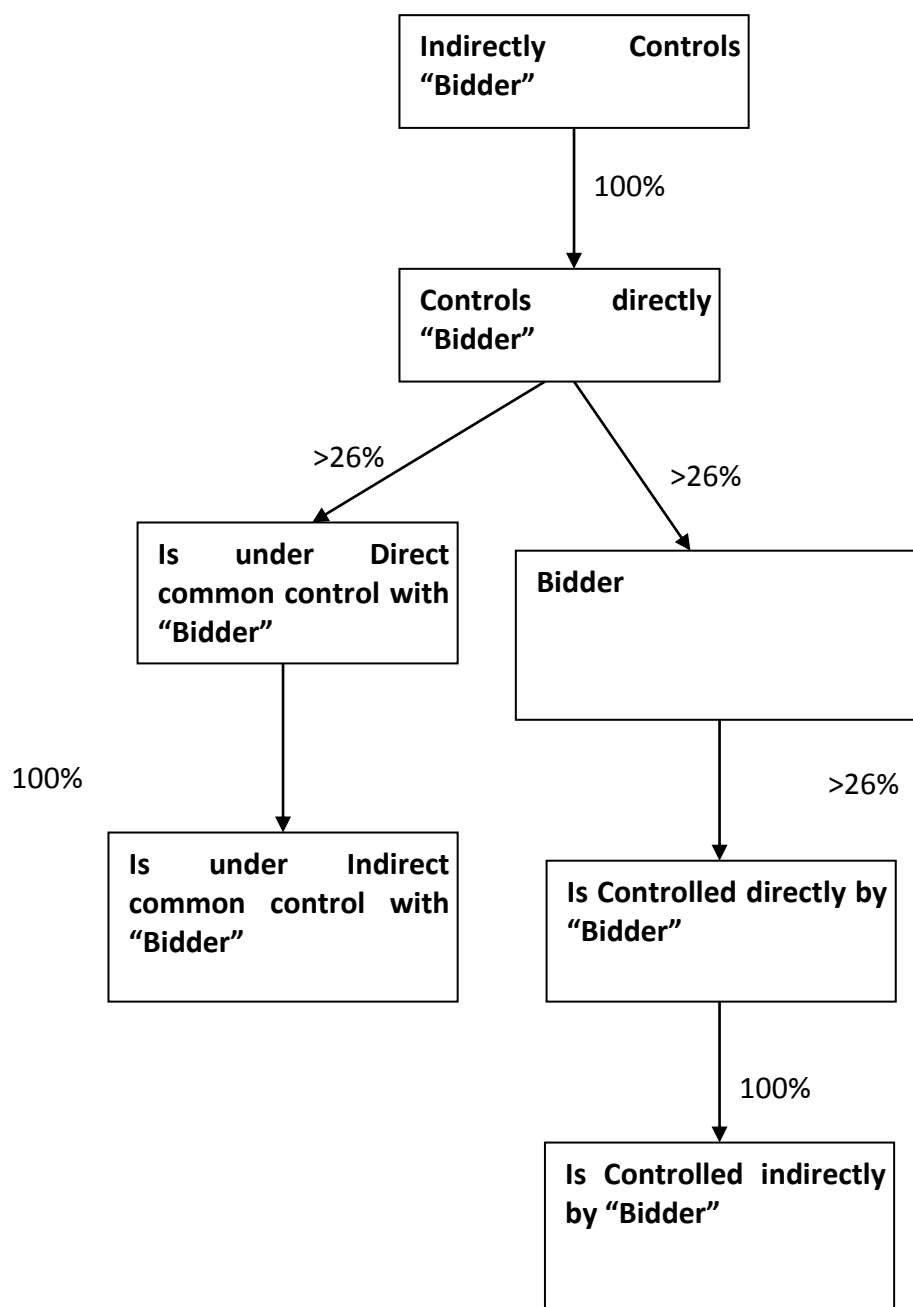 Indirectly Controls
“Bidder”
100%
Controls directly
“Bidder”
>26%
>26%
Is under Direct
common control with
“Bidder”
Bidder
100%
>26%
Is under Indirect
common control with
“Bidder”
Is Controlled directly by
“Bidder”
100%
Is Controlled indirectly
by “Bidder”